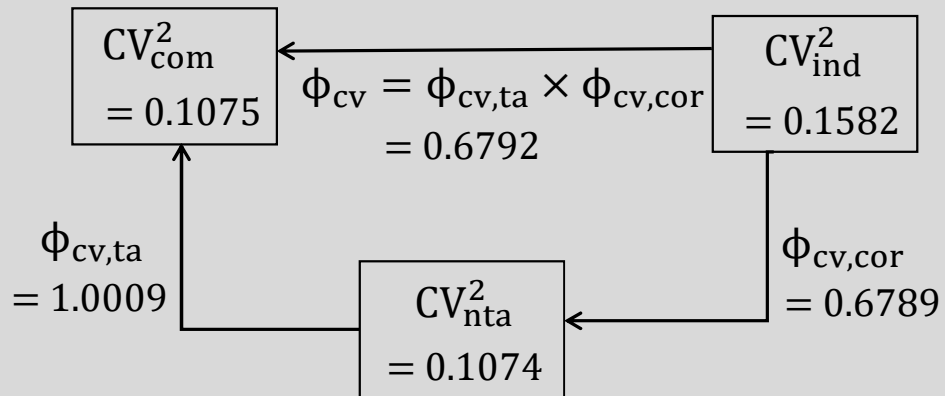 CV²com
= 0.1075
ϕcv = ϕcv,ta × ϕcv,cor
= 0.6792
CV²ind
= 0.1582
ϕcv,ta
= 1.0009
CV²nta
= 0.1074
ϕcv,cor
= 0.6789